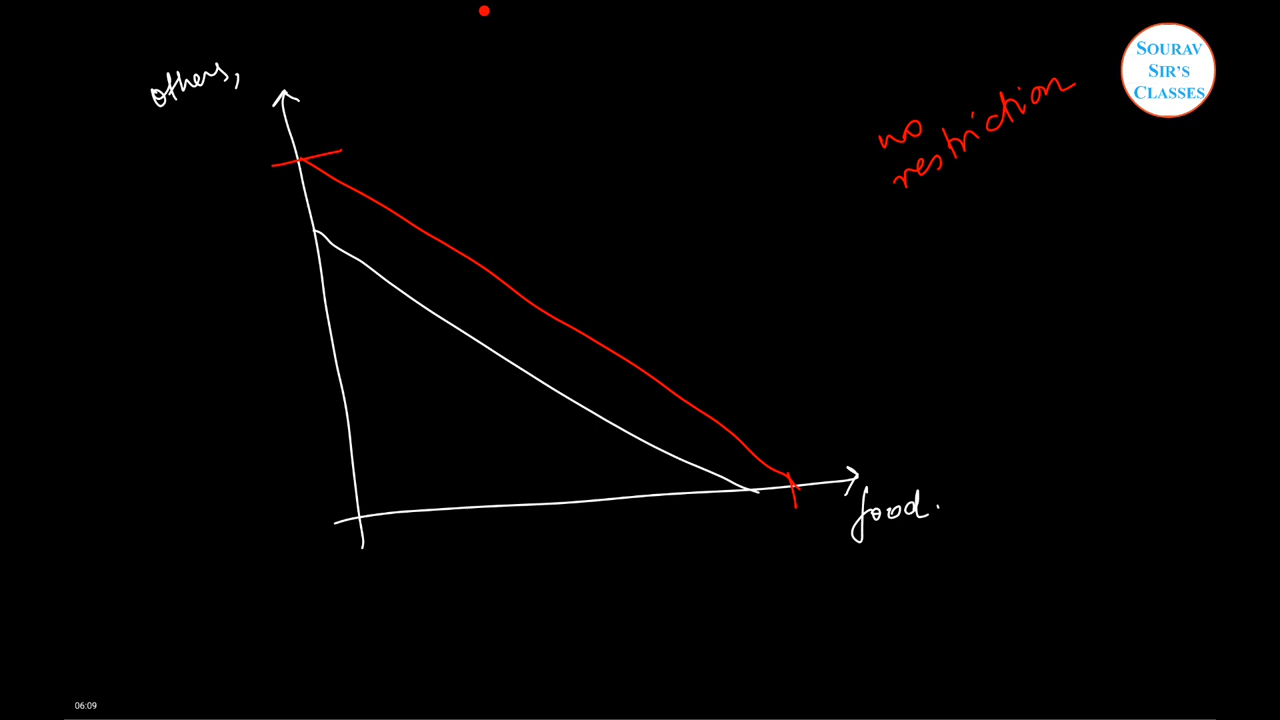 others,
no
restriction
food.
SOURAV
SIR'S
CLASSES
06:09